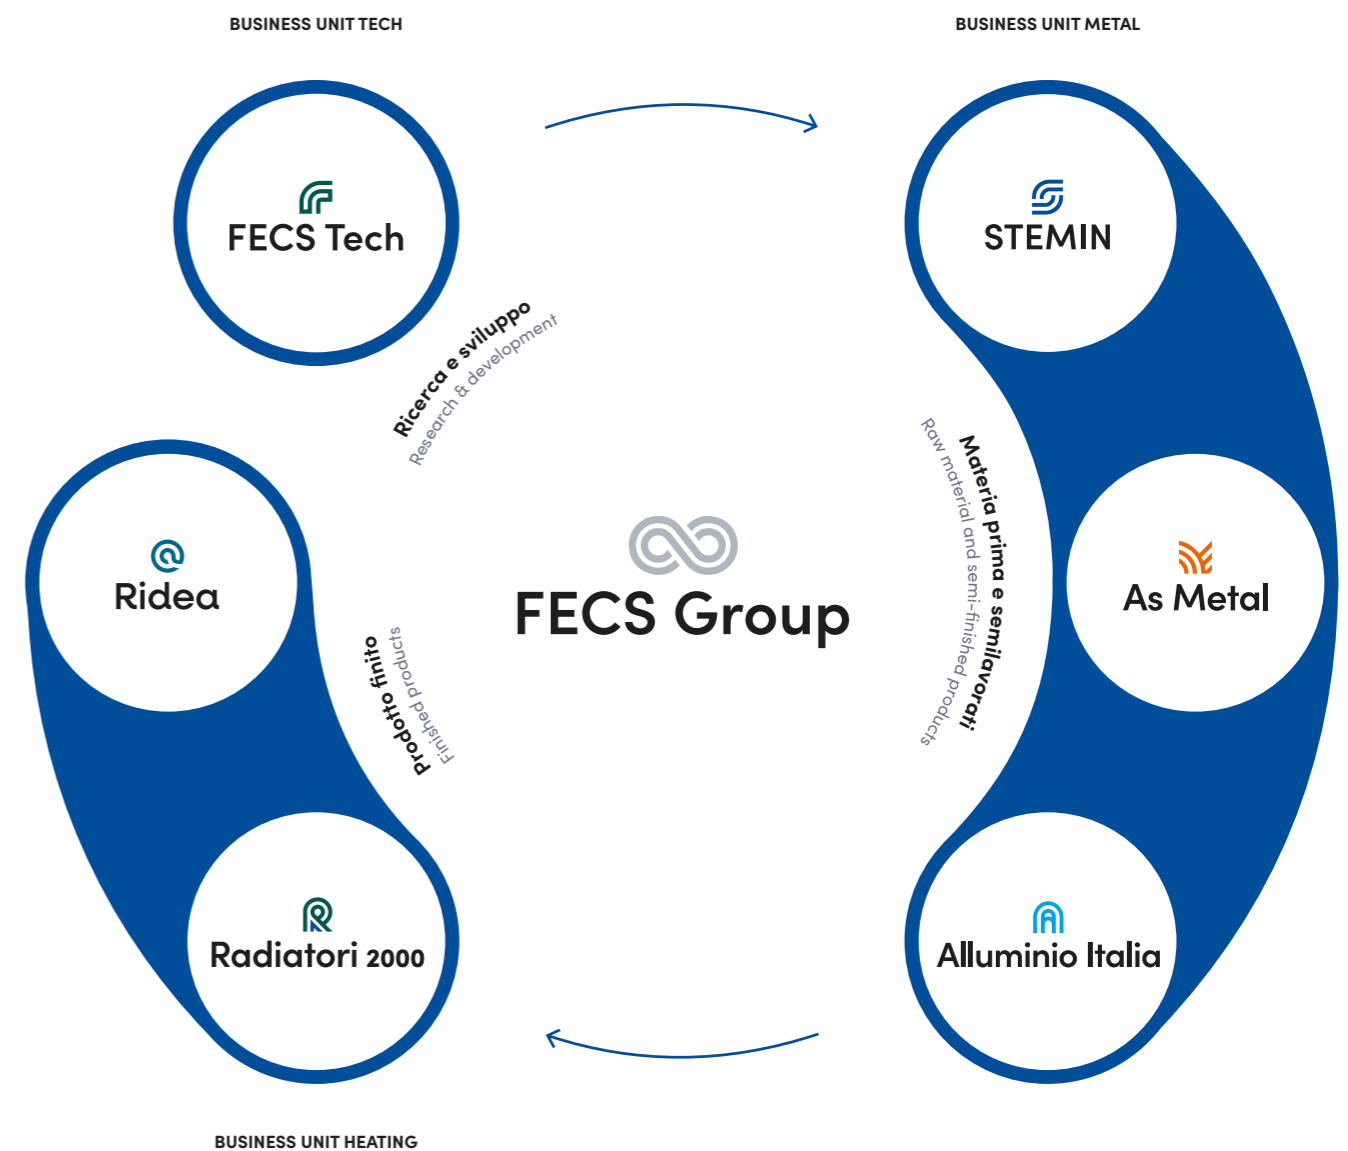 BUSINESS UNIT TECH
BUSINESS UNIT METAL
FECS Tech
STEMIN
Ricerca e sviluppo
Research & development
Materia prima e semilavorati
Raw material and semi-finished products
Ridea
FECS Group
As Metal
Prodotto finito
Finished products
Radiatori 2000
Alluminio Italia
BUSINESS UNIT HEATING